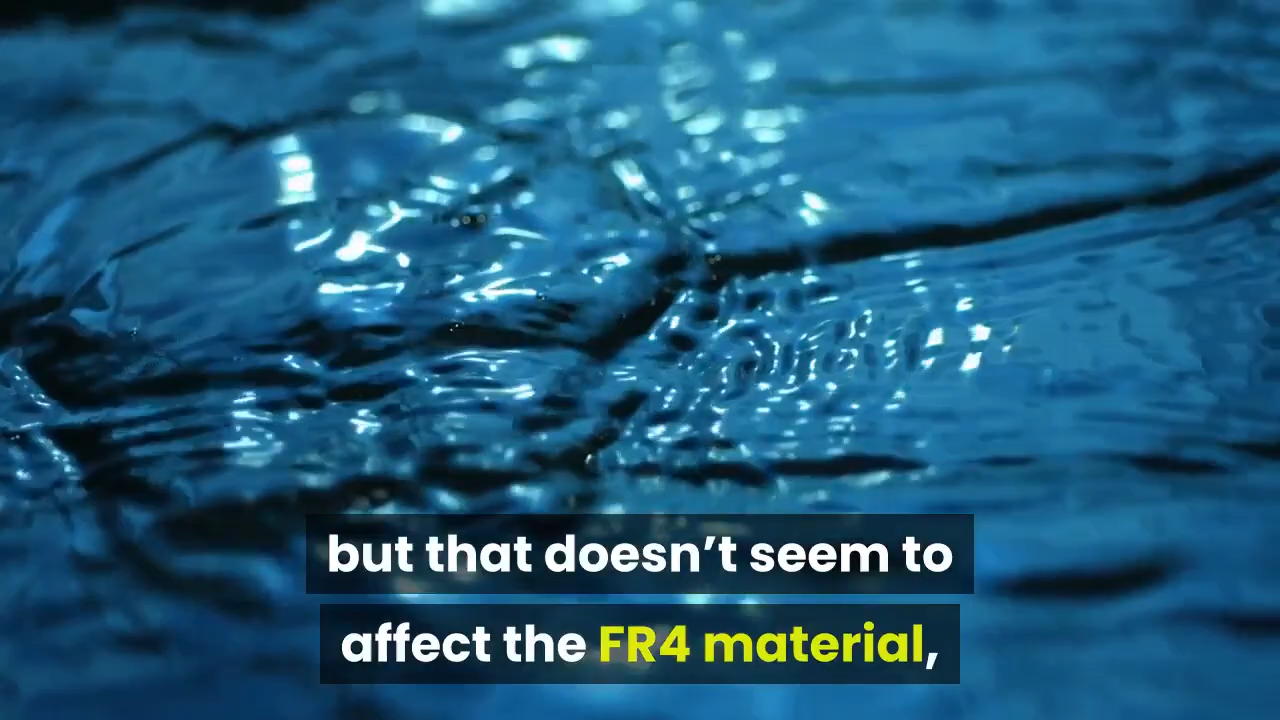 but that doesn’t seem to
affect the FR4 material,